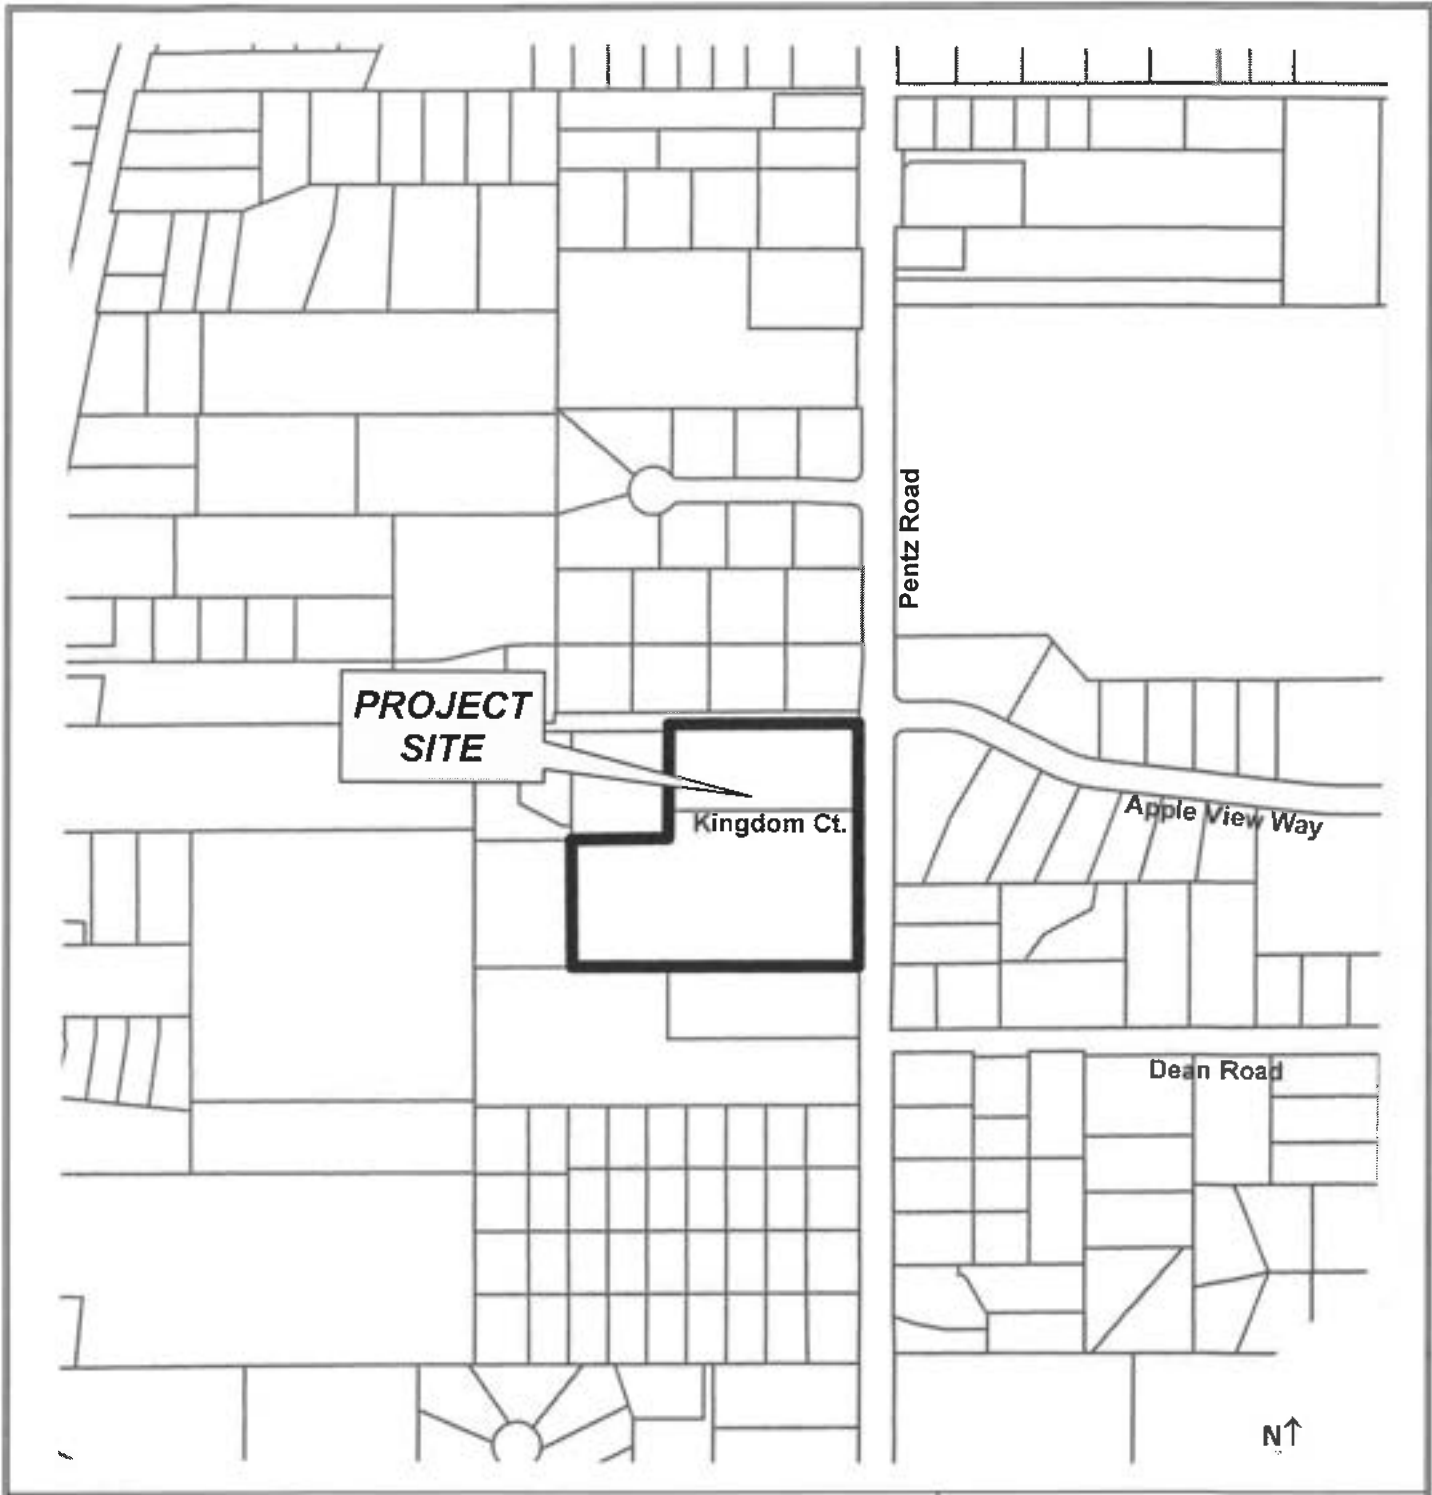 Pentz Road
PROJECT
SITE
Kingdom Ct.
Apple View Way
Dean Road
N↑